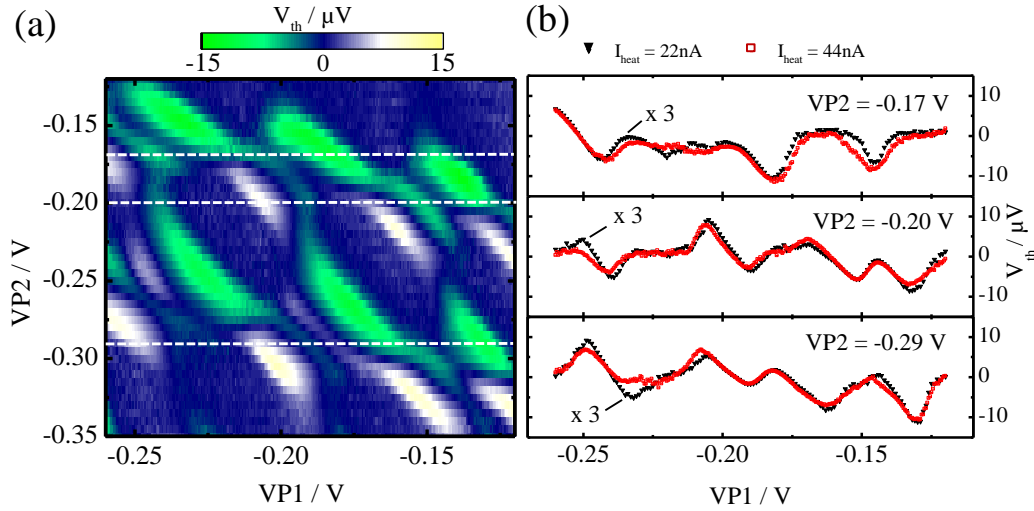 (a)
V_th / µV
-15 0 15
-0.15
-0.20
-0.25
-0.30
-0.35
VP2 / V
-0.25 -0.20 -0.15
VP1 / V
(b)
I_heat = 22nA I_heat = 44nA
x 3
VP2 = -0.17 V
10
0
-10
x 3
VP2 = -0.20 V
10
0
-10
x 3
VP2 = -0.29 V
10
0
-10
V_th / µV
-0.25 -0.20 -0.15
VP1 / V